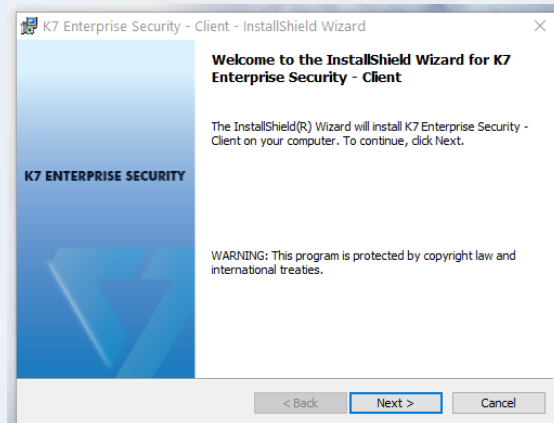 K7 Enterprise Security - Client - InstallShield Wizard
Welcome to the InstallShield Wizard for K7
Enterprise Security - Client
The InstallShield(R) Wizard will install K7 Enterprise Security -
Client on your computer. To continue, click Next.
K7 ENTERPRISE SECURITY
WARNING: This program is protected by copyright law and
international treaties.
< Back
Next >
Cancel